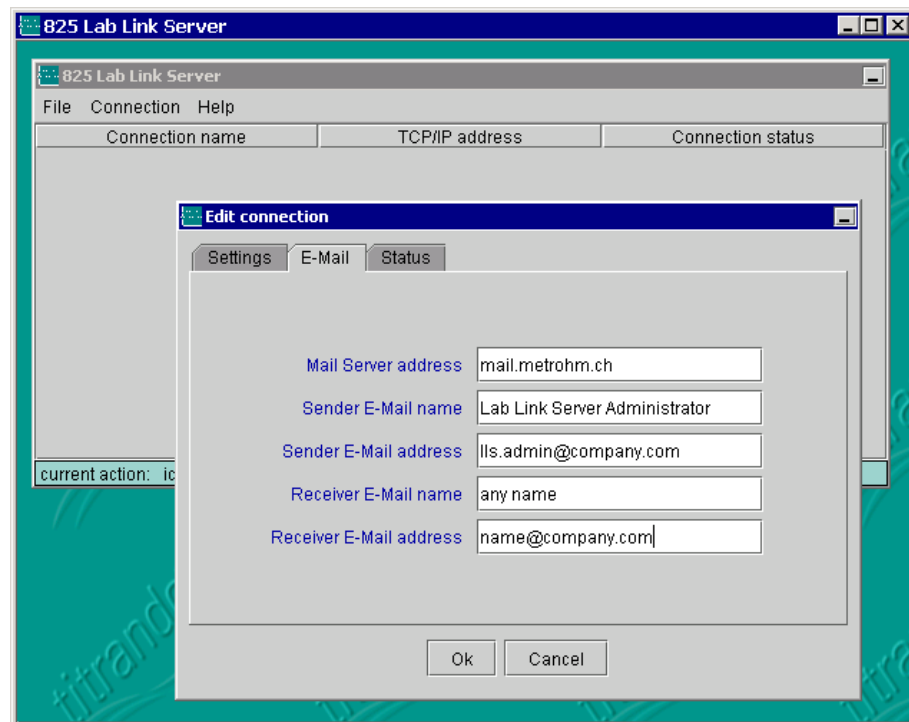 825 Lab Link Server
825 Lab Link Server
File Connection Help
Connection name TCP/IP address Connection status
Edit connection
Settings E-Mail Status
Mail Server address mail.metrohm.ch
Sender E-Mail name Lab Link Server Administrator
Sender E-Mail address lls.admin@company.com
current action: ic
Receiver E-Mail name any name
Receiver E-Mail address name@company.com
Ok Cancel
titrando